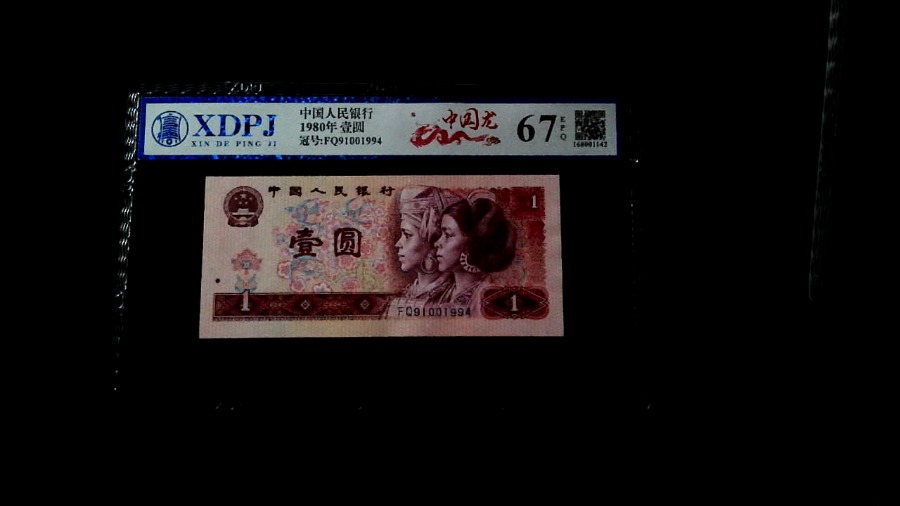 XDPJ
XIN DE PING JI
中国人民银行
1980年 壹圆
冠号:FQ91001994
中国龙
67
EPQ
168001142
中国人民银行
1
壹圆
1
FQ91001994
1